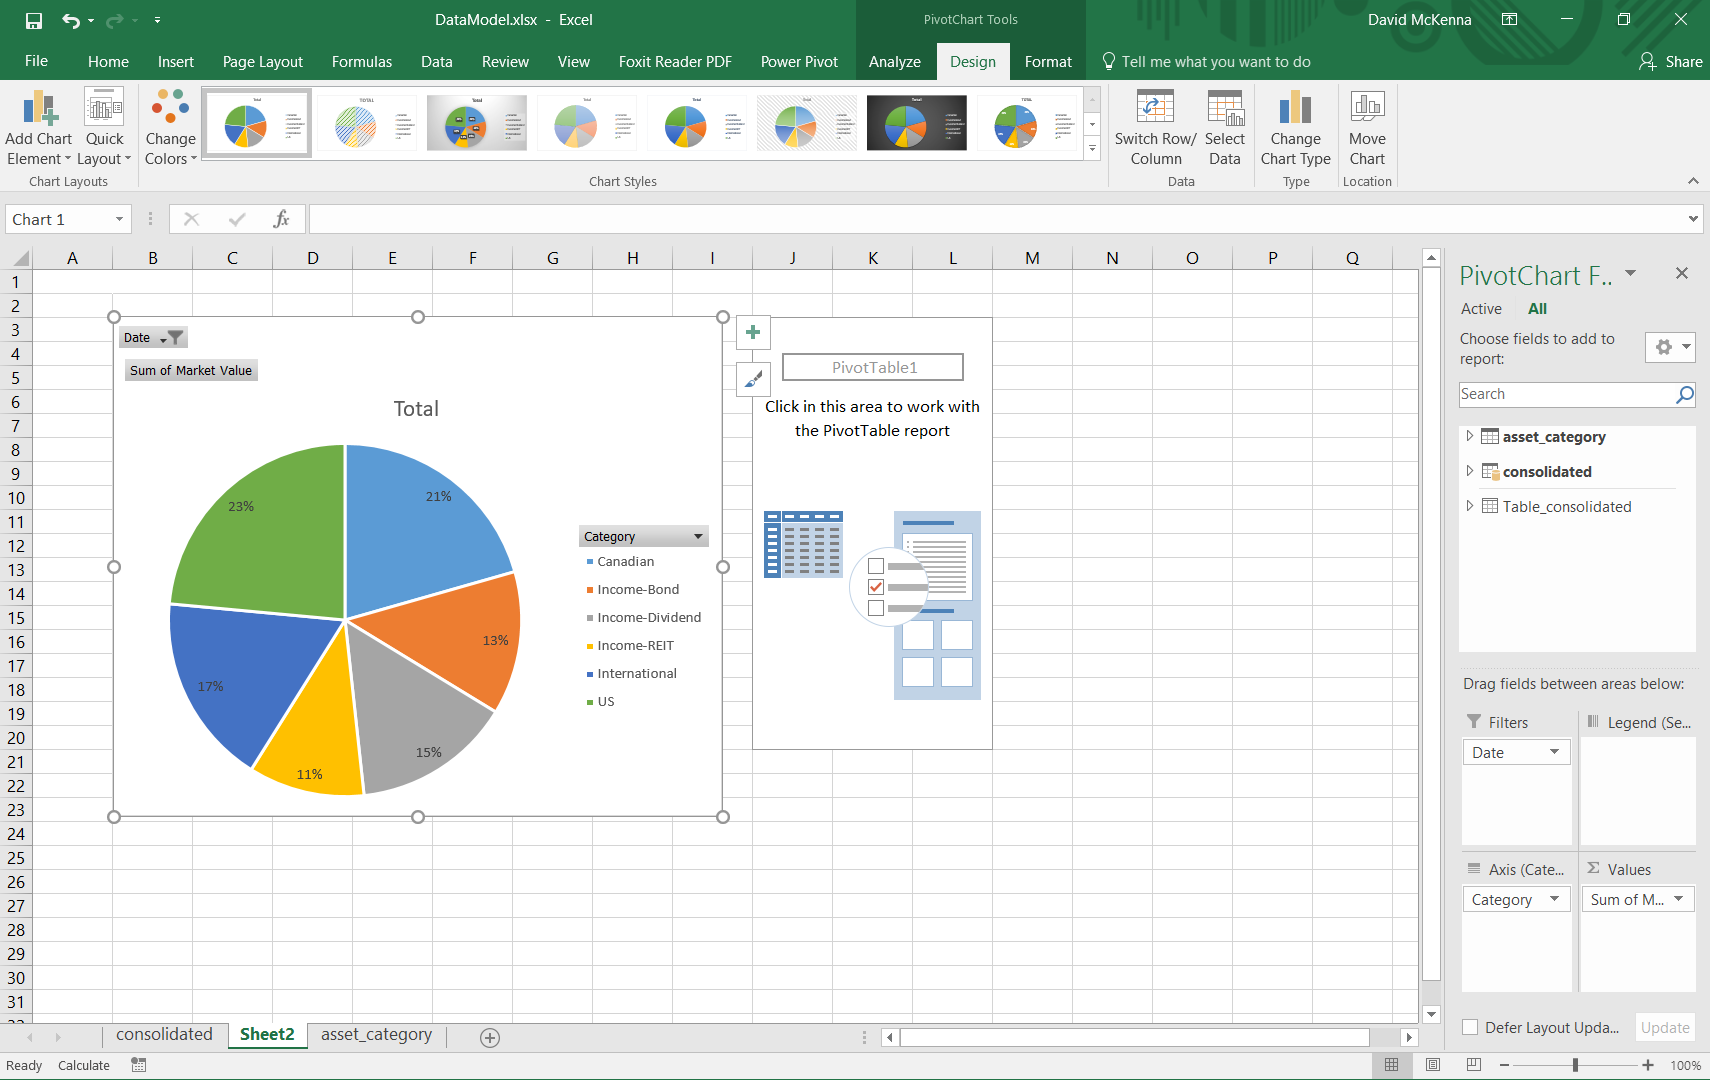 DataModel.xlsx - Excel
PivotChart Tools
David McKenna
File Home Insert Page Layout Formulas Data Review View Foxit Reader PDF Power Pivot Analyze Design Format Tell me what you want to do Share
Add Chart Element
Quick Layout
Chart Layouts
Change Colors
Chart Styles
Switch Row/ Column
Select Data
Data
Change Chart Type
Type
Move Chart
Location
Chart 1
fx
A B C D E F G H I J K L M N O P Q
1
2
3
4
5
6
7
8
9
10
11
12
13
14
15
16
17
18
19
20
21
22
23
24
25
26
27
28
29
30
31
Date
Sum of Market Value
Total
23%
21%
13%
15%
11%
17%
Category
Canadian
Income-Bond
Income-Dividend
Income-REIT
International
US
PivotTable1
Click in this area to work with
the PivotTable report
PivotChart F..
Active All
Choose fields to add to
report:
Search
asset_category
consolidated
Table_consolidated
Drag fields between areas below:
Filters
Legend (Se...
Date
Axis (Cate...
Σ Values
Category
Sum of M...
Defer Layout Upda...
Update
consolidated Sheet2 asset_category
Ready Calculate
100%